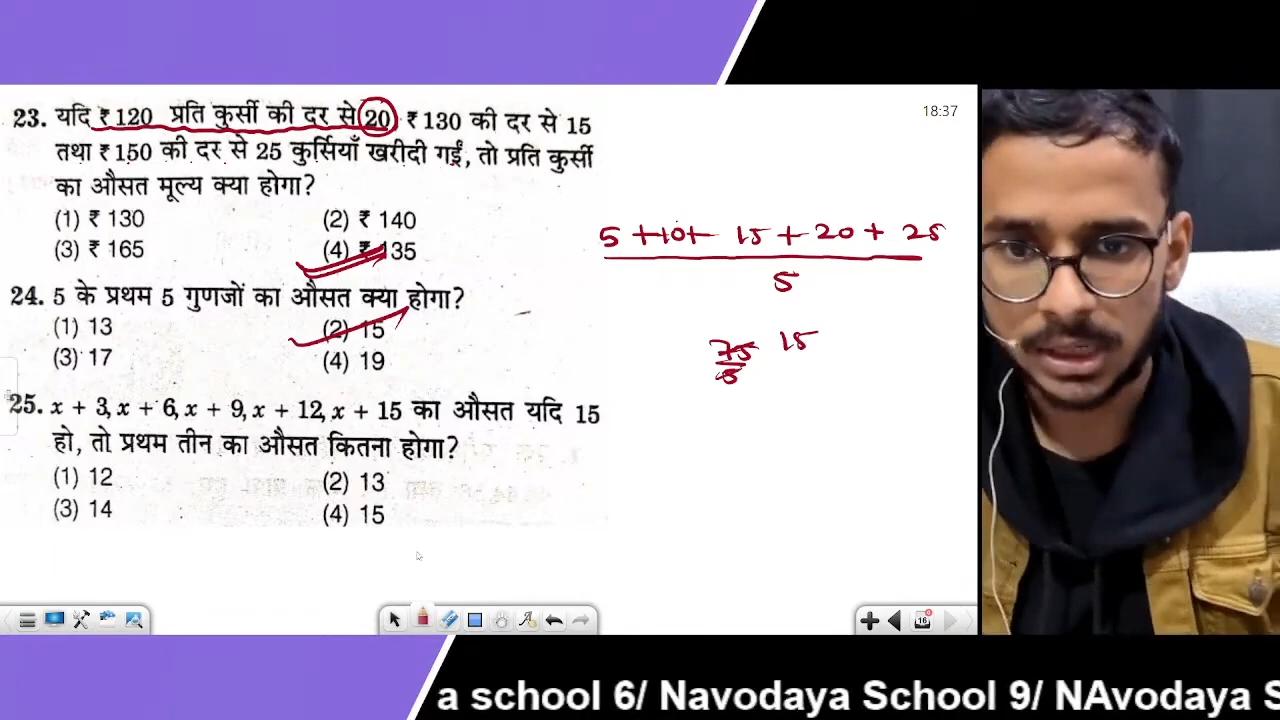 18:37
23. यदि ₹ 120 प्रति कुर्सी की दर से 20 ₹ 130 की दर से 15
तथा ₹ 150 की दर से 25 कुर्सियाँ खरीदी गईं, तो प्रति कुर्सी
का औसत मूल्य क्या होगा?
(1) ₹ 130 (2) ₹ 140
(3) ₹ 165 (4) ₹ 135
24. 5 के प्रथम 5 गुणजों का औसत क्या होगा?
(1) 13 (2) 15
(3) 17 (4) 19
25. x + 3, x + 6, x + 9, x + 12, x + 15 का औसत यदि 15
हो, तो प्रथम तीन का औसत कितना होगा?
(1) 12 (2) 13
(3) 14 (4) 15
5 + 10 + 15 + 20 + 25
5
75 15
5
16
a school 6/ Navodaya School 9/ NAvodaya S